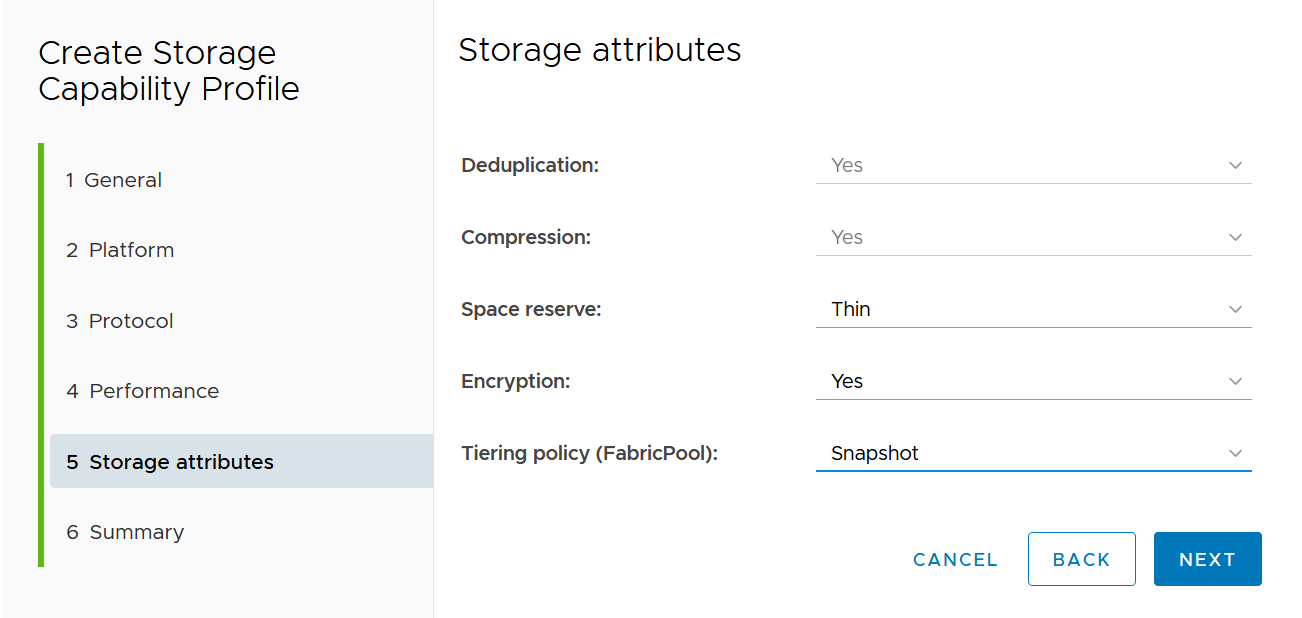 Create Storage
Capability Profile
1 General
2 Platform
3 Protocol
4 Performance
5 Storage attributes
6 Summary
Storage attributes
Deduplication: Yes
Compression: Yes
Space reserve: Thin
Encryption: Yes
Tiering policy (FabricPool): Snapshot
CANCEL BACK NEXT